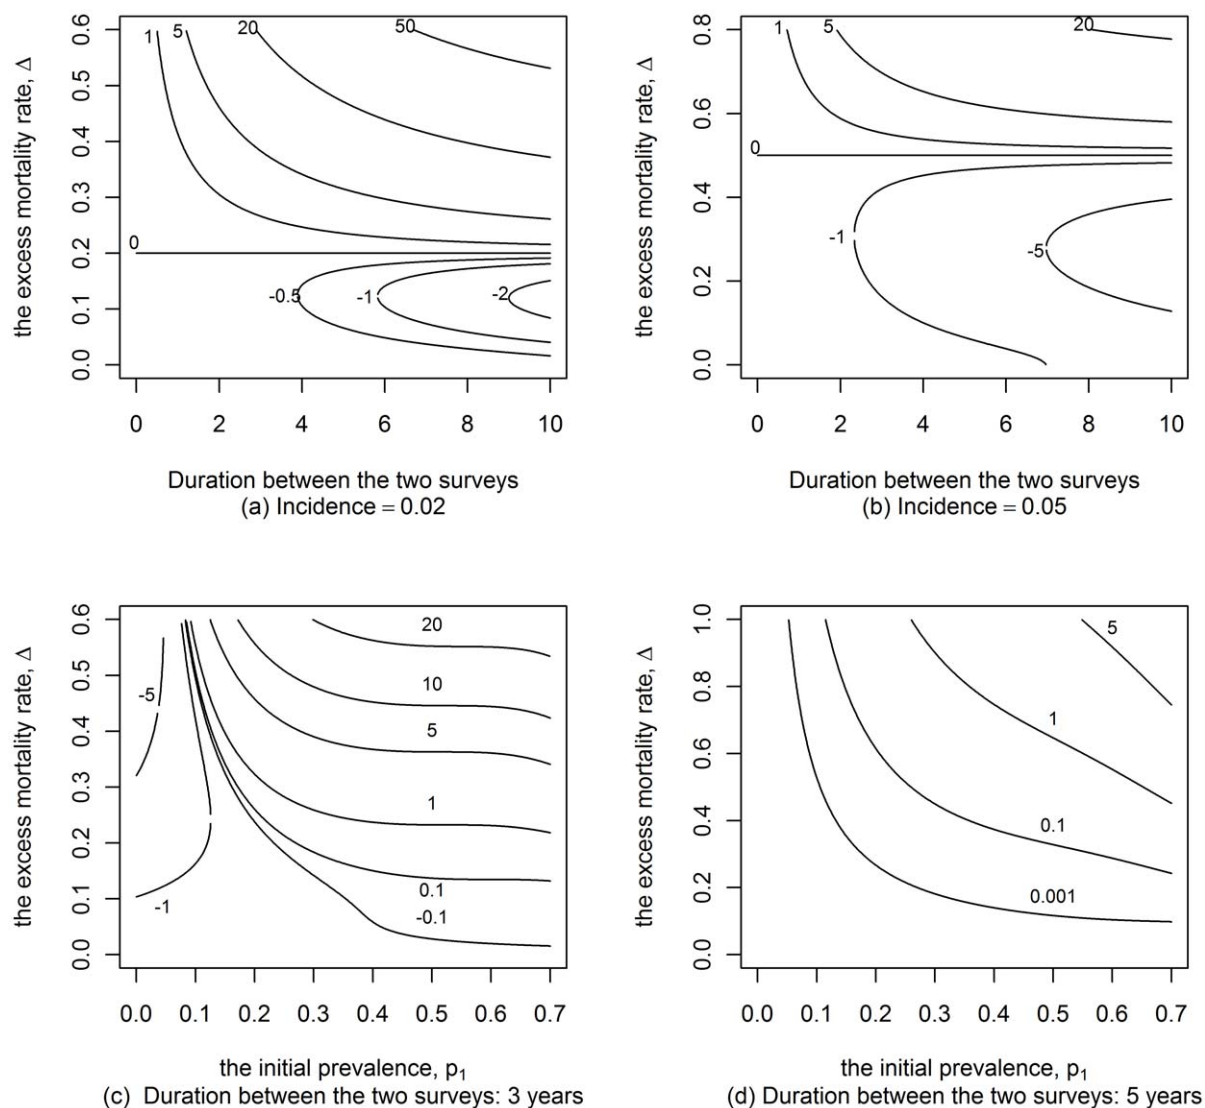 1 5 20 50
0
-0.5 -1 -2
0.0 0.1 0.2 0.3 0.4 0.5 0.6
the excess mortality rate, Δ
0 2 4 6 8 10
Duration between the two surveys
(a) Incidence = 0.02
1 5 20
0
-1 -5
0.0 0.2 0.4 0.6 0.8
the excess mortality rate, Δ
0 2 4 6 8 10
Duration between the two surveys
(b) Incidence = 0.05
20
10
-5
5
1
0.1
-1
-0.1
0.0 0.1 0.2 0.3 0.4 0.5 0.6
the excess mortality rate, Δ
0.0 0.1 0.2 0.3 0.4 0.5 0.6 0.7
the initial prevalence, p₁
(c) Duration between the two surveys: 3 years
5
1
0.1
0.001
0.0 0.2 0.4 0.6 0.8 1.0
the excess mortality rate, Δ
0.0 0.1 0.2 0.3 0.4 0.5 0.6 0.7
the initial prevalence, p₁
(d) Duration between the two surveys: 5 years